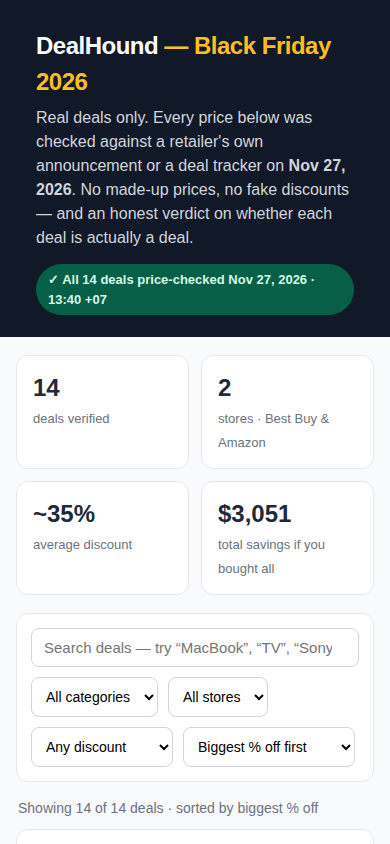 DealHound — Black Friday
2026
Real deals only. Every price below was
checked against a retailer's own
announcement or a deal tracker on Nov 27,
2026. No made-up prices, no fake discounts
— and an honest verdict on whether each
deal is actually a deal.
✓ All 14 deals price-checked Nov 27, 2026 ·
13:40 +07
14
deals verified
2
stores · Best Buy &
Amazon
~35%
average discount
$3,051
total savings if you
bought all
Search deals — try “MacBook”, “TV”, “Sony
All categories
All stores
Any discount
Biggest % off first
Showing 14 of 14 deals · sorted by biggest % off